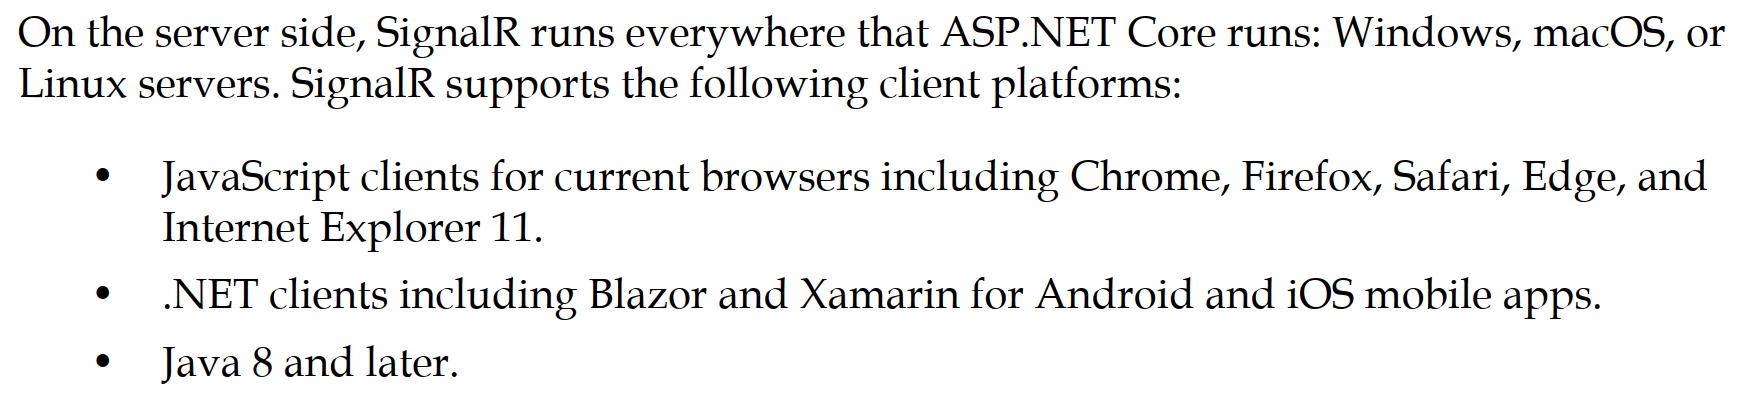 On the server side, SignalR runs everywhere that ASP.NET Core runs: Windows, macOS, or
Linux servers. SignalR supports the following client platforms:
• JavaScript clients for current browsers including Chrome, Firefox, Safari, Edge, and
Internet Explorer 11.
• .NET clients including Blazor and Xamarin for Android and iOS mobile apps.
• Java 8 and later.